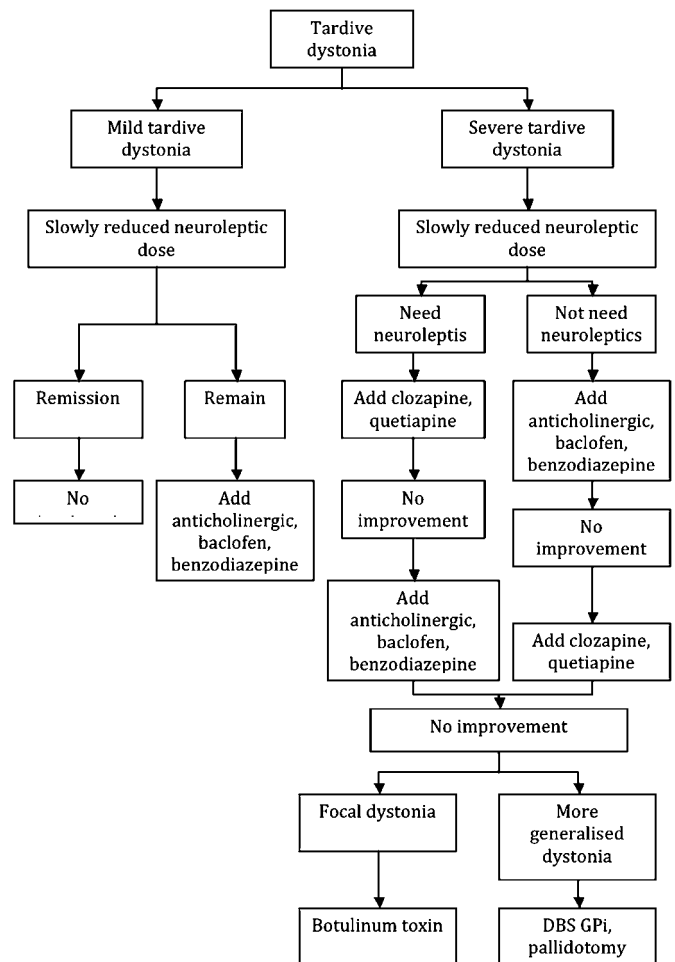 Tardive
dystonia
Mild tardive
dystonia
Severe tardive
dystonia
Slowly reduced neuroleptic
dose
Slowly reduced neuroleptic
dose
Need
neuroleptis
Not need
neuroleptics
Remission
Remain
Add clozapine,
quetiapine
Add
anticholinergic,
baclofen,
benzodiazepine
No
Add
anticholinergic,
baclofen,
benzodiazepine
No
improvement
No
improvement
Add
anticholinergic,
baclofen,
benzodiazepine
Add clozapine,
quetiapine
No improvement
Focal dystonia
More
generalised
dystonia
Botulinum toxin
DBS GPi,
pallidotomy